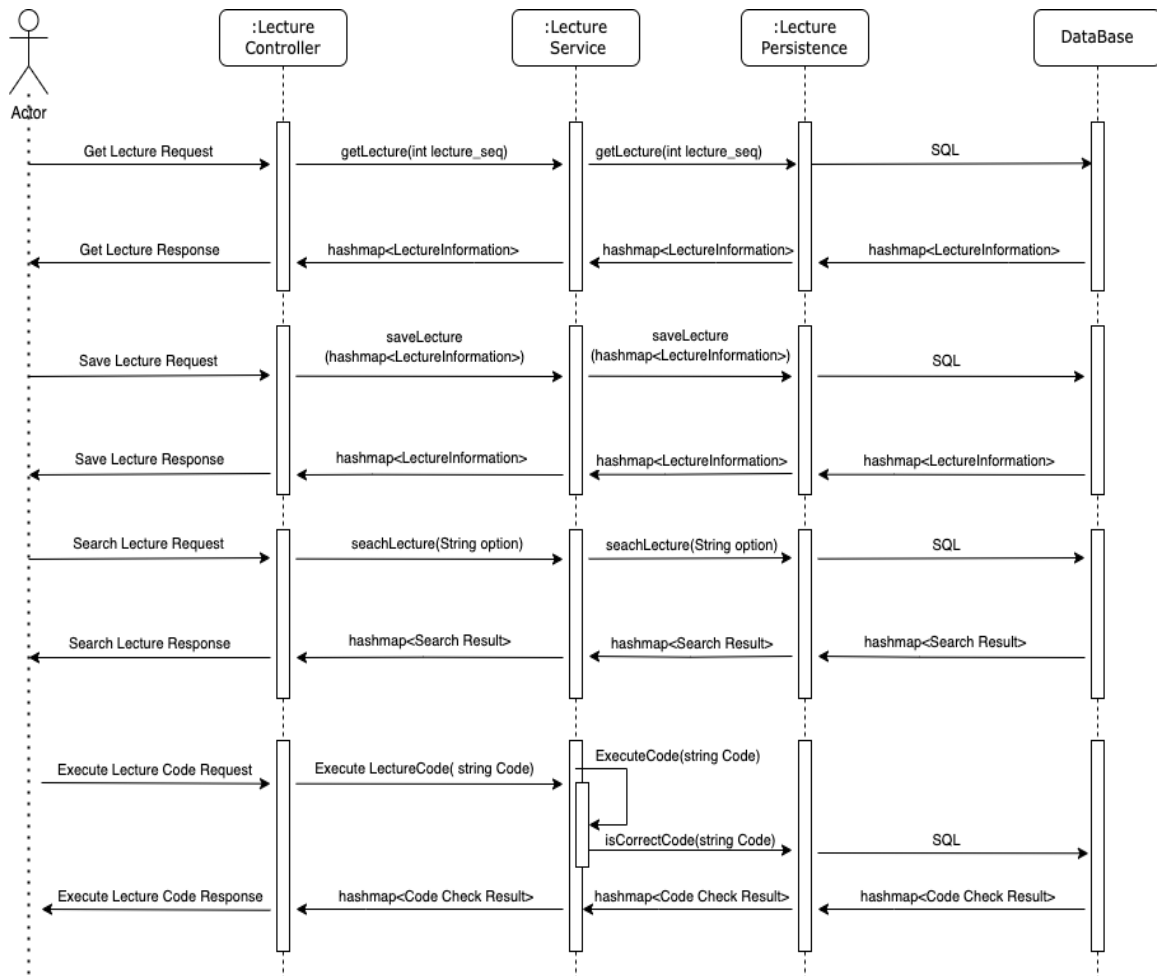 :Lecture
Controller
:Lecture
Service
:Lecture
Persistence
DataBase
Actor
Get Lecture Request
getLecture(int lecture_seq)
getLecture(int lecture_seq)
SQL
Get Lecture Response
hashmap<LectureInformation>
hashmap<LectureInformation>
hashmap<LectureInformation>
Save Lecture Request
saveLecture
(hashmap<LectureInformation>)
saveLecture
(hashmap<LectureInformation>)
SQL
Save Lecture Response
hashmap<LectureInformation>
hashmap<LectureInformation>
hashmap<LectureInformation>
Search Lecture Request
seachLecture(String option)
seachLecture(String option)
SQL
Search Lecture Response
hashmap<Search Result>
hashmap<Search Result>
hashmap<Search Result>
Execute Lecture Code Request
Execute LectureCode( string Code)
ExecuteCode(string Code)
isCorrectCode(string Code)
SQL
Execute Lecture Code Response
hashmap<Code Check Result>
hashmap<Code Check Result>
hashmap<Code Check Result>